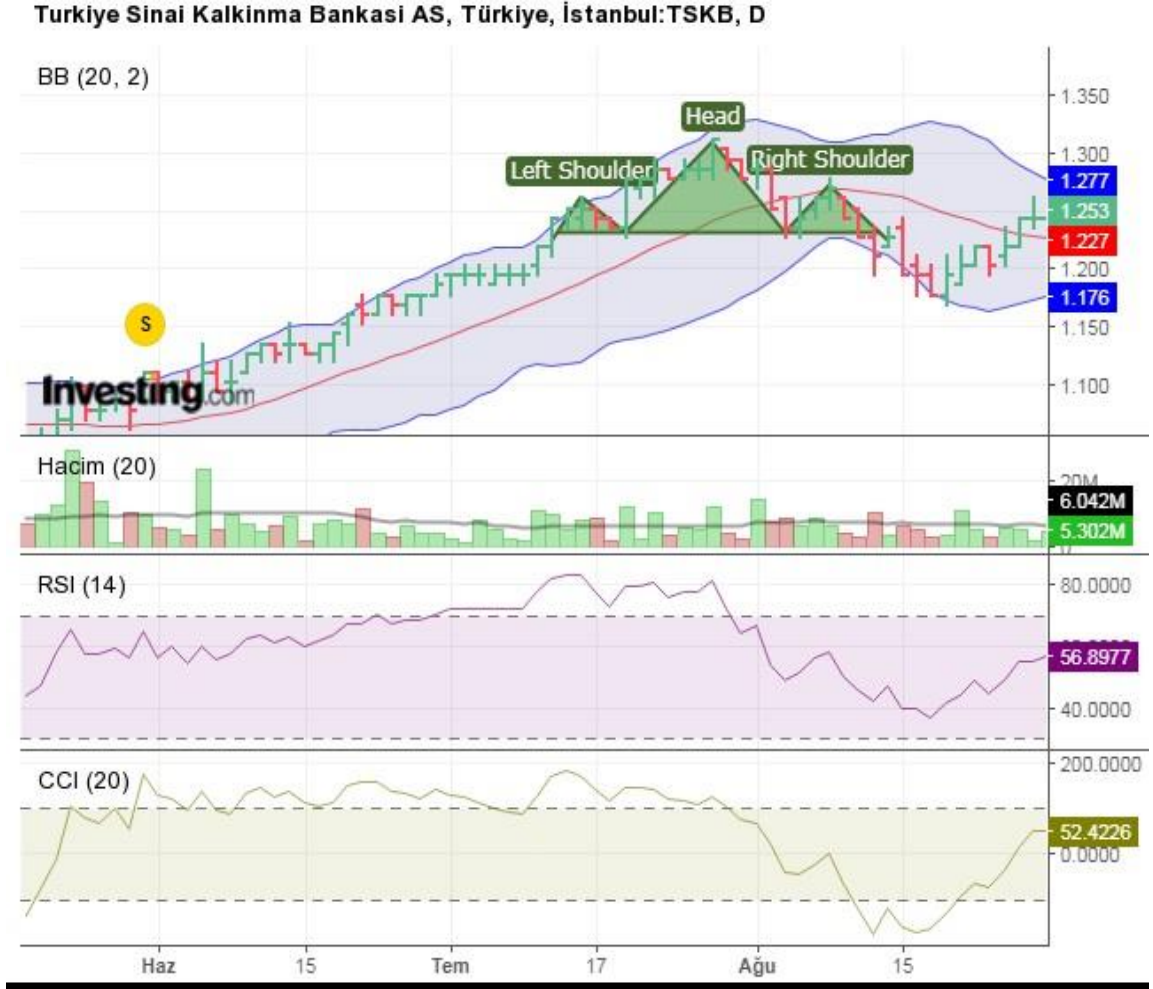 Turkiye Sinai Kalkinma Bankasi AS, Türkiye, İstanbul:TSKB, D
BB (20, 2)
1.350
Head
1.300
Left Shoulder
Right Shoulder
1.277
1.253
1.227
1.200
1.176
S
1.150
1.100
Investing.com
Hacim (20)
20M
6.042M
5.302M
0
RSI (14)
80.0000
56.8977
40.0000
CCI (20)
200.0000
52.4226
0.0000
Haz 15 Tem 17 Ağu 15